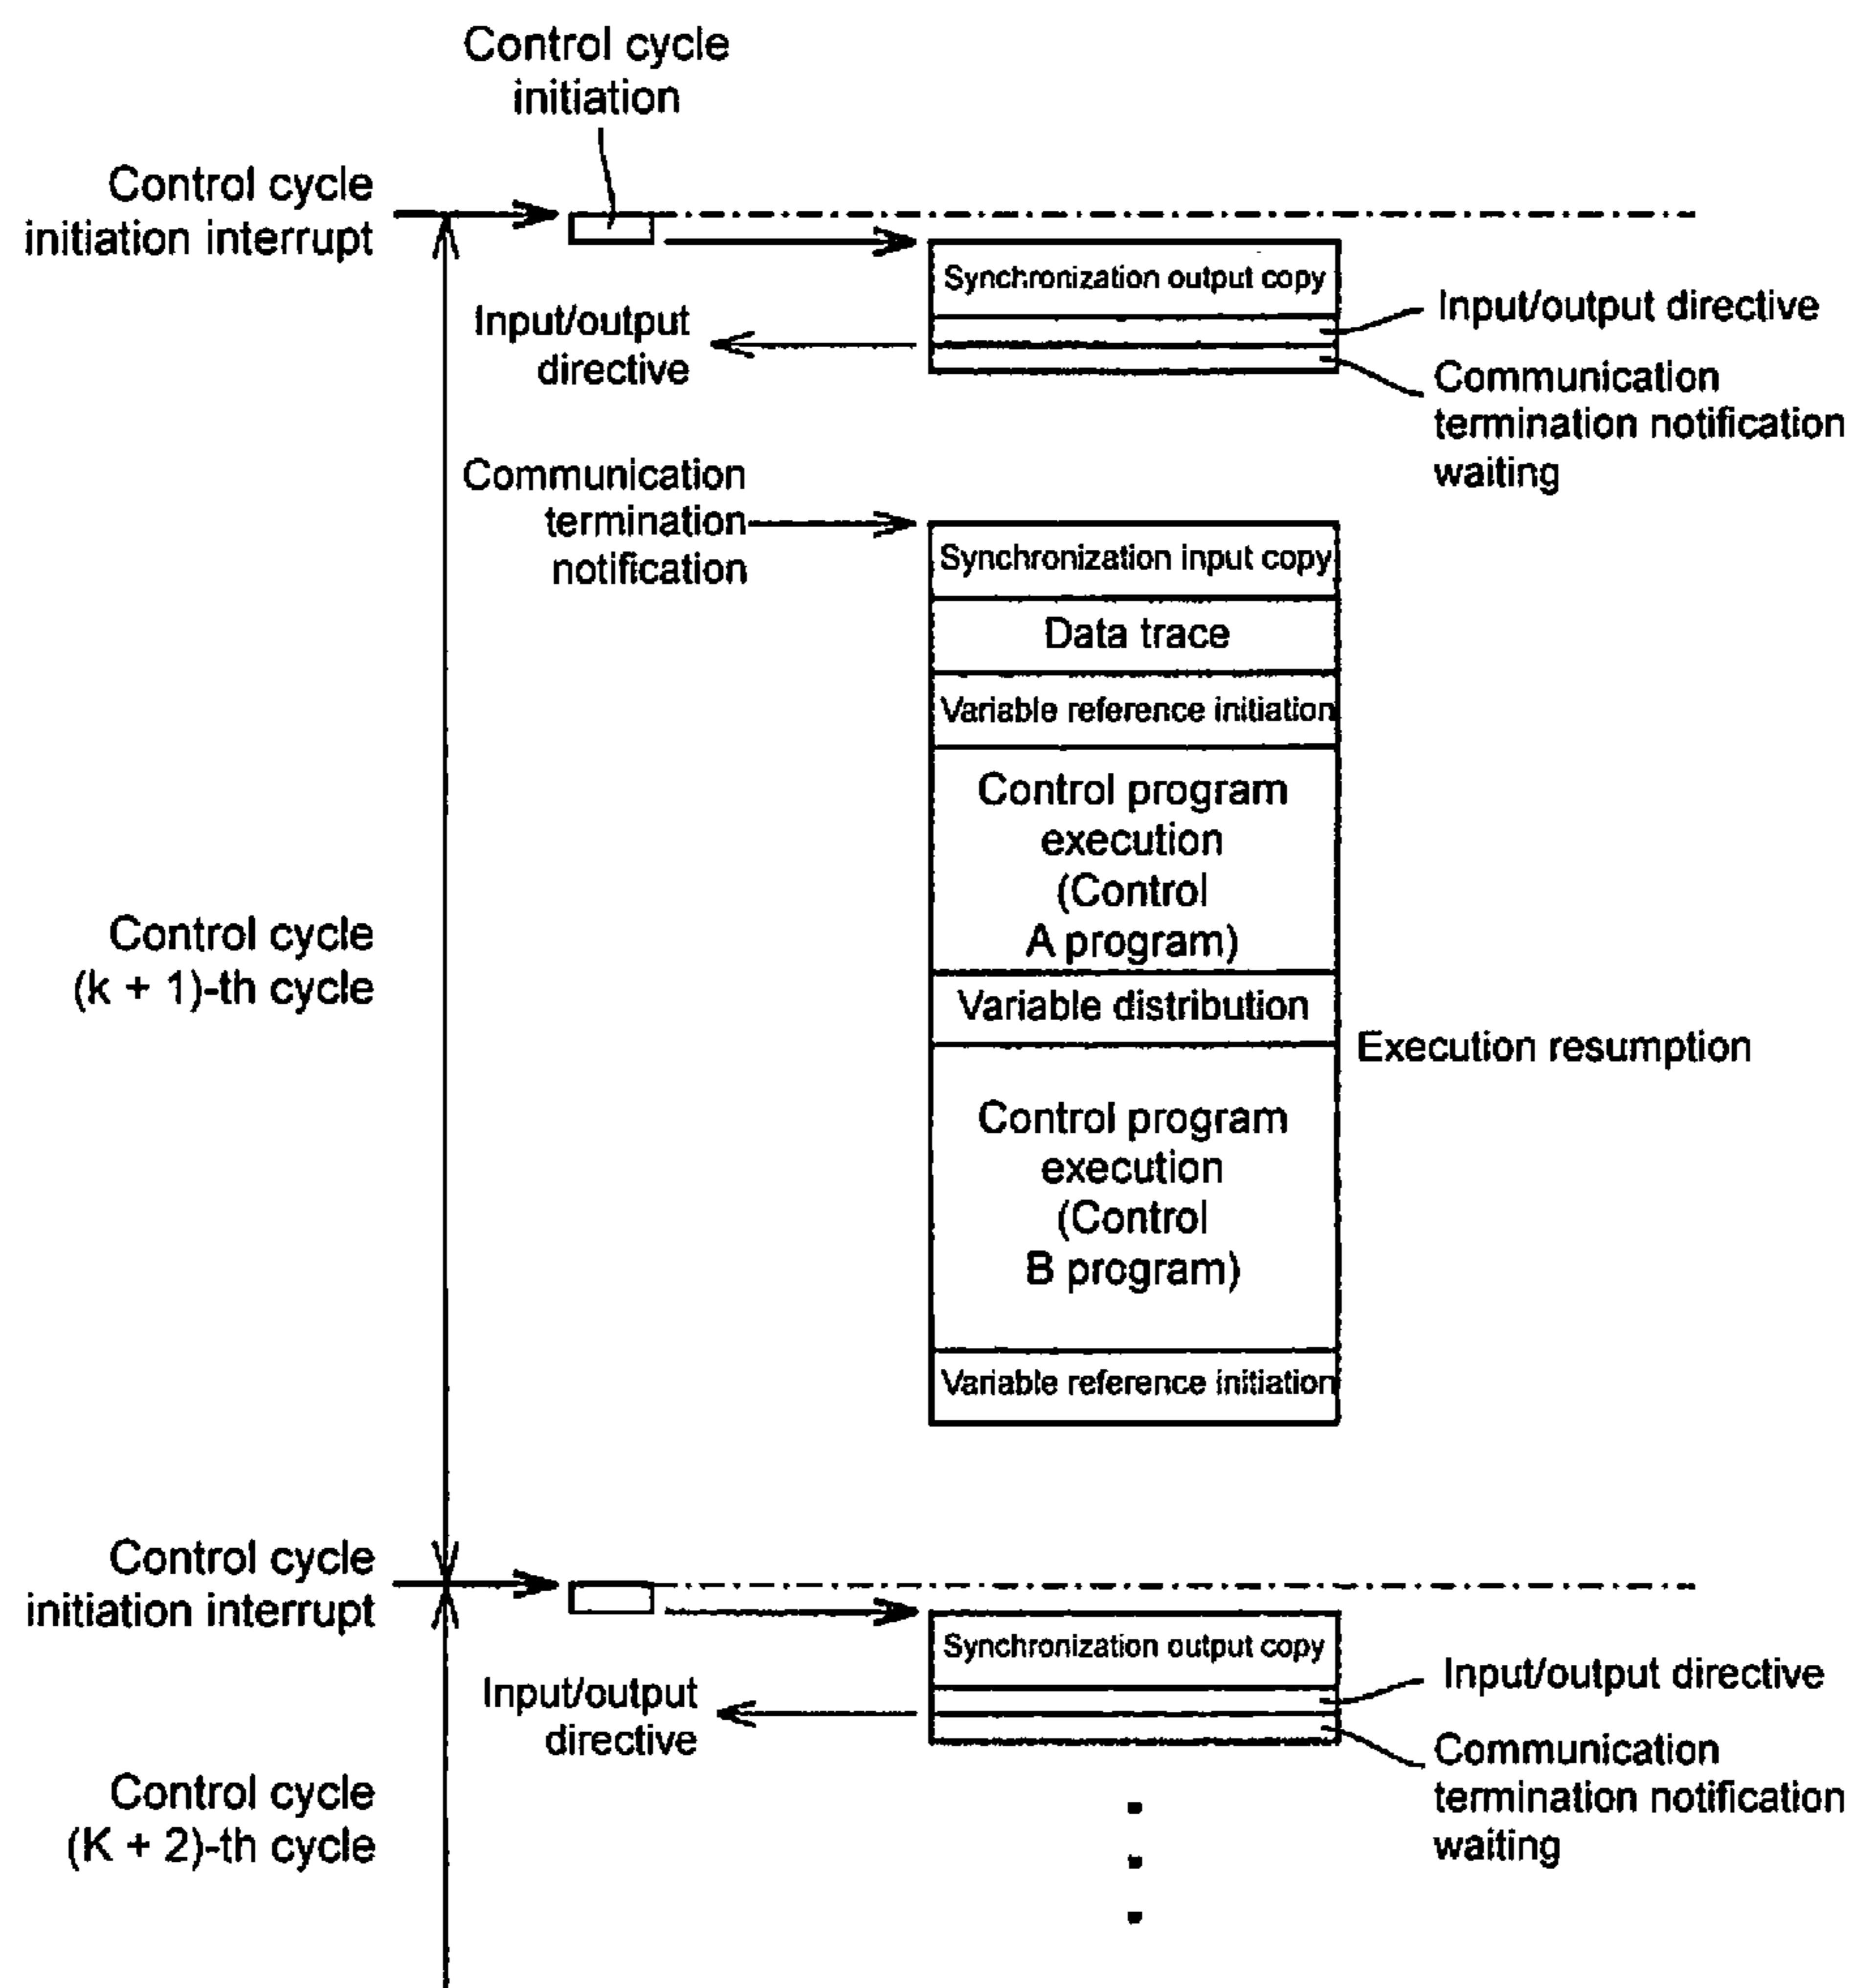 Control cycle
initiation
Control cycle
initiation interrupt
Synchronization output copy
Input/output directive
Input/output
directive
Communication
termination notification
waiting
Communication
termination
notification
Synchronization input copy
Data trace
Variable reference initiation
Control program
execution
(Control
A program)
Control cycle
(k + 1)-th cycle
Variable distribution
Execution resumption
Control program
execution
(Control
B program)
Variable reference initiation
Control cycle
initiation interrupt
Synchronization output copy
Input/output directive
Input/output
directive
Communication
termination notification
waiting
Control cycle
(K + 2)-th cycle